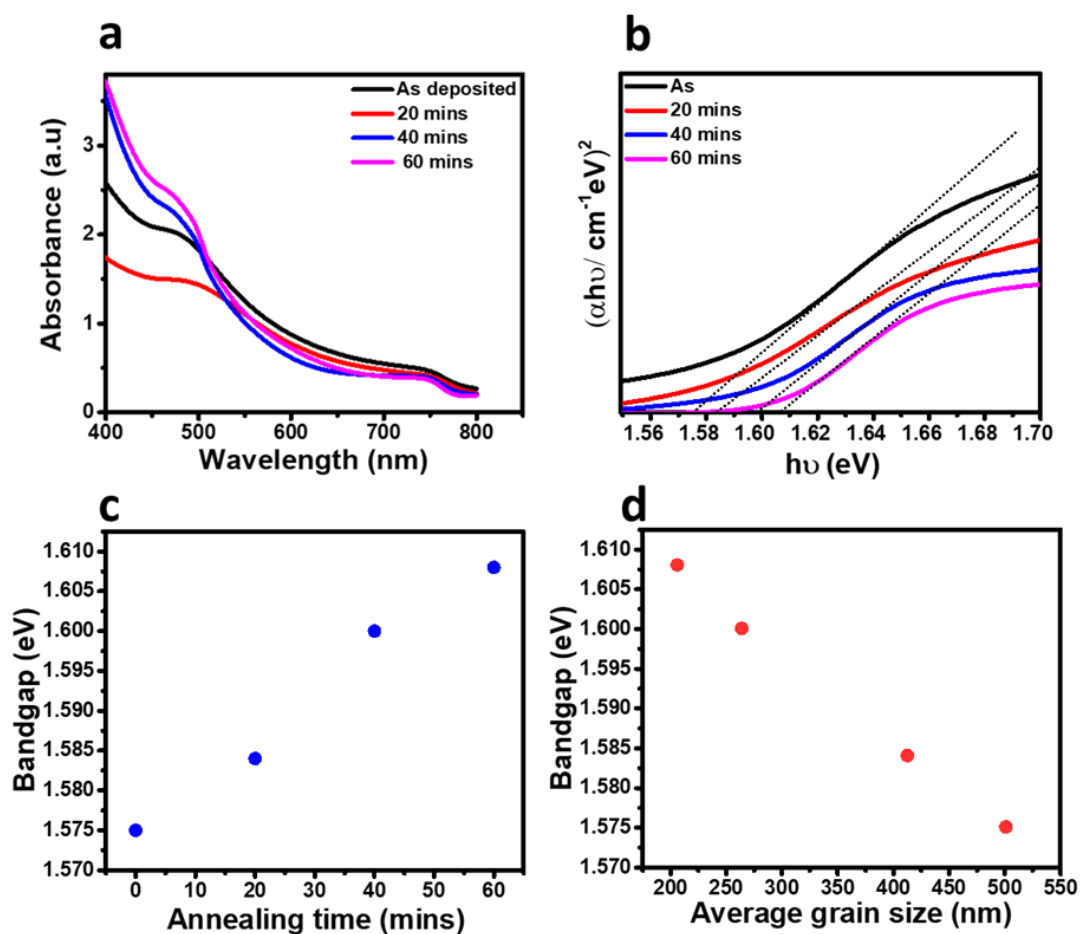 a
As deposited
20 mins
40 mins
60 mins
Absorbance (a.u)
3
2
1
0
400
500
600
700
800
Wavelength (nm)
b
As
20 mins
40 mins
60 mins
(αhυ/ cm⁻¹eV)²
1.56
1.58
1.60
1.62
1.64
1.66
1.68
1.70
hυ (eV)
c
Bandgap (eV)
1.610
1.605
1.600
1.595
1.590
1.585
1.580
1.575
1.570
0
10
20
30
40
50
60
Annealing time (mins)
d
Bandgap (eV)
1.610
1.605
1.600
1.595
1.590
1.585
1.580
1.575
1.570
200
250
300
350
400
450
500
550
Average grain size (nm)